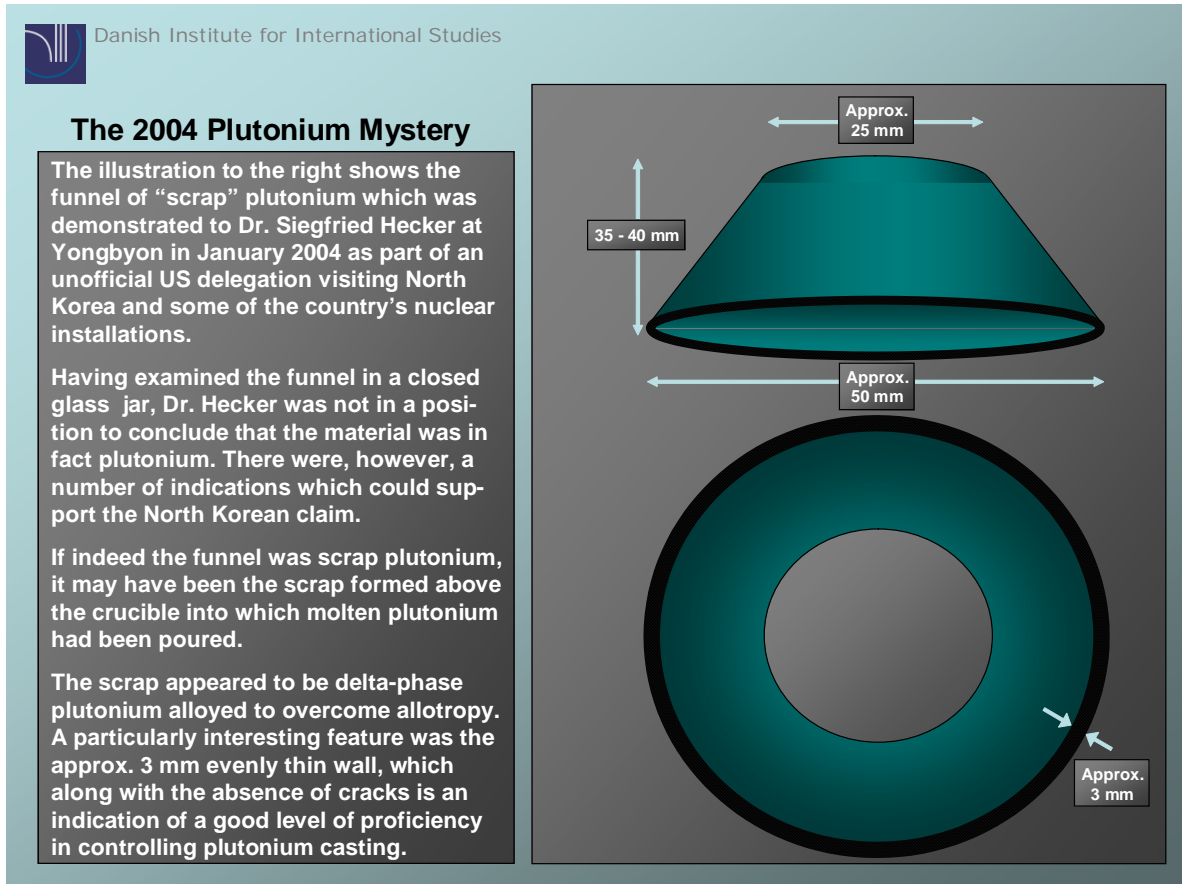 Danish Institute for International Studies
The 2004 Plutonium Mystery
The illustration to the right shows the
funnel of “scrap” plutonium which was
demonstrated to Dr. Siegfried Hecker at
Yongbyon in January 2004 as part of an
unofficial US delegation visiting North
Korea and some of the country’s nuclear
installations.
Having examined the funnel in a closed
glass jar, Dr. Hecker was not in a posi-
tion to conclude that the material was in
fact plutonium. There were, however, a
number of indications which could sup-
port the North Korean claim.
If indeed the funnel was scrap plutonium,
it may have been the scrap formed above
the crucible into which molten plutonium
had been poured.
The scrap appeared to be delta-phase
plutonium alloyed to overcome allotropy.
A particularly interesting feature was the
approx. 3 mm evenly thin wall, which
along with the absence of cracks is an
indication of a good level of proficiency
in controlling plutonium casting.
Approx.
25 mm
35 - 40 mm
Approx.
50 mm
Approx.
3 mm